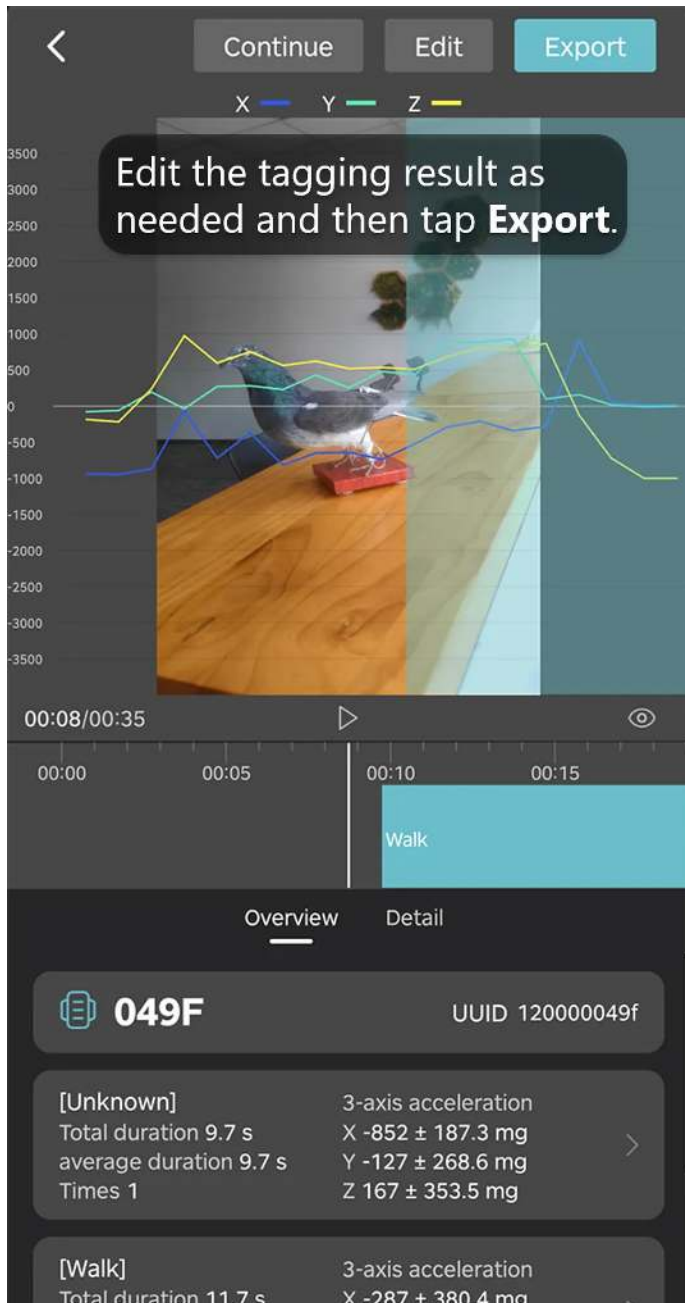 Continue Edit Export
X Y Z
3500
Edit the tagging result as
3000
needed and then tap Export.
2500
2000
1500
1000
500
0
-500
-1000
-1500
-2000
-2500
-3000
-3500
00:08/00:35
00:00 00:05 00:10 00:15
Walk
Overview Detail
049F UUID 120000049f
[Unknown] 3-axis acceleration
Total duration 9.7 s X -852 ± 187.3 mg
average duration 9.7 s Y -127 ± 268.6 mg
Times 1 Z 167 ± 353.5 mg
[Walk] 3-axis acceleration
Total duration 11.7 s X -287 ± 380.4 mg